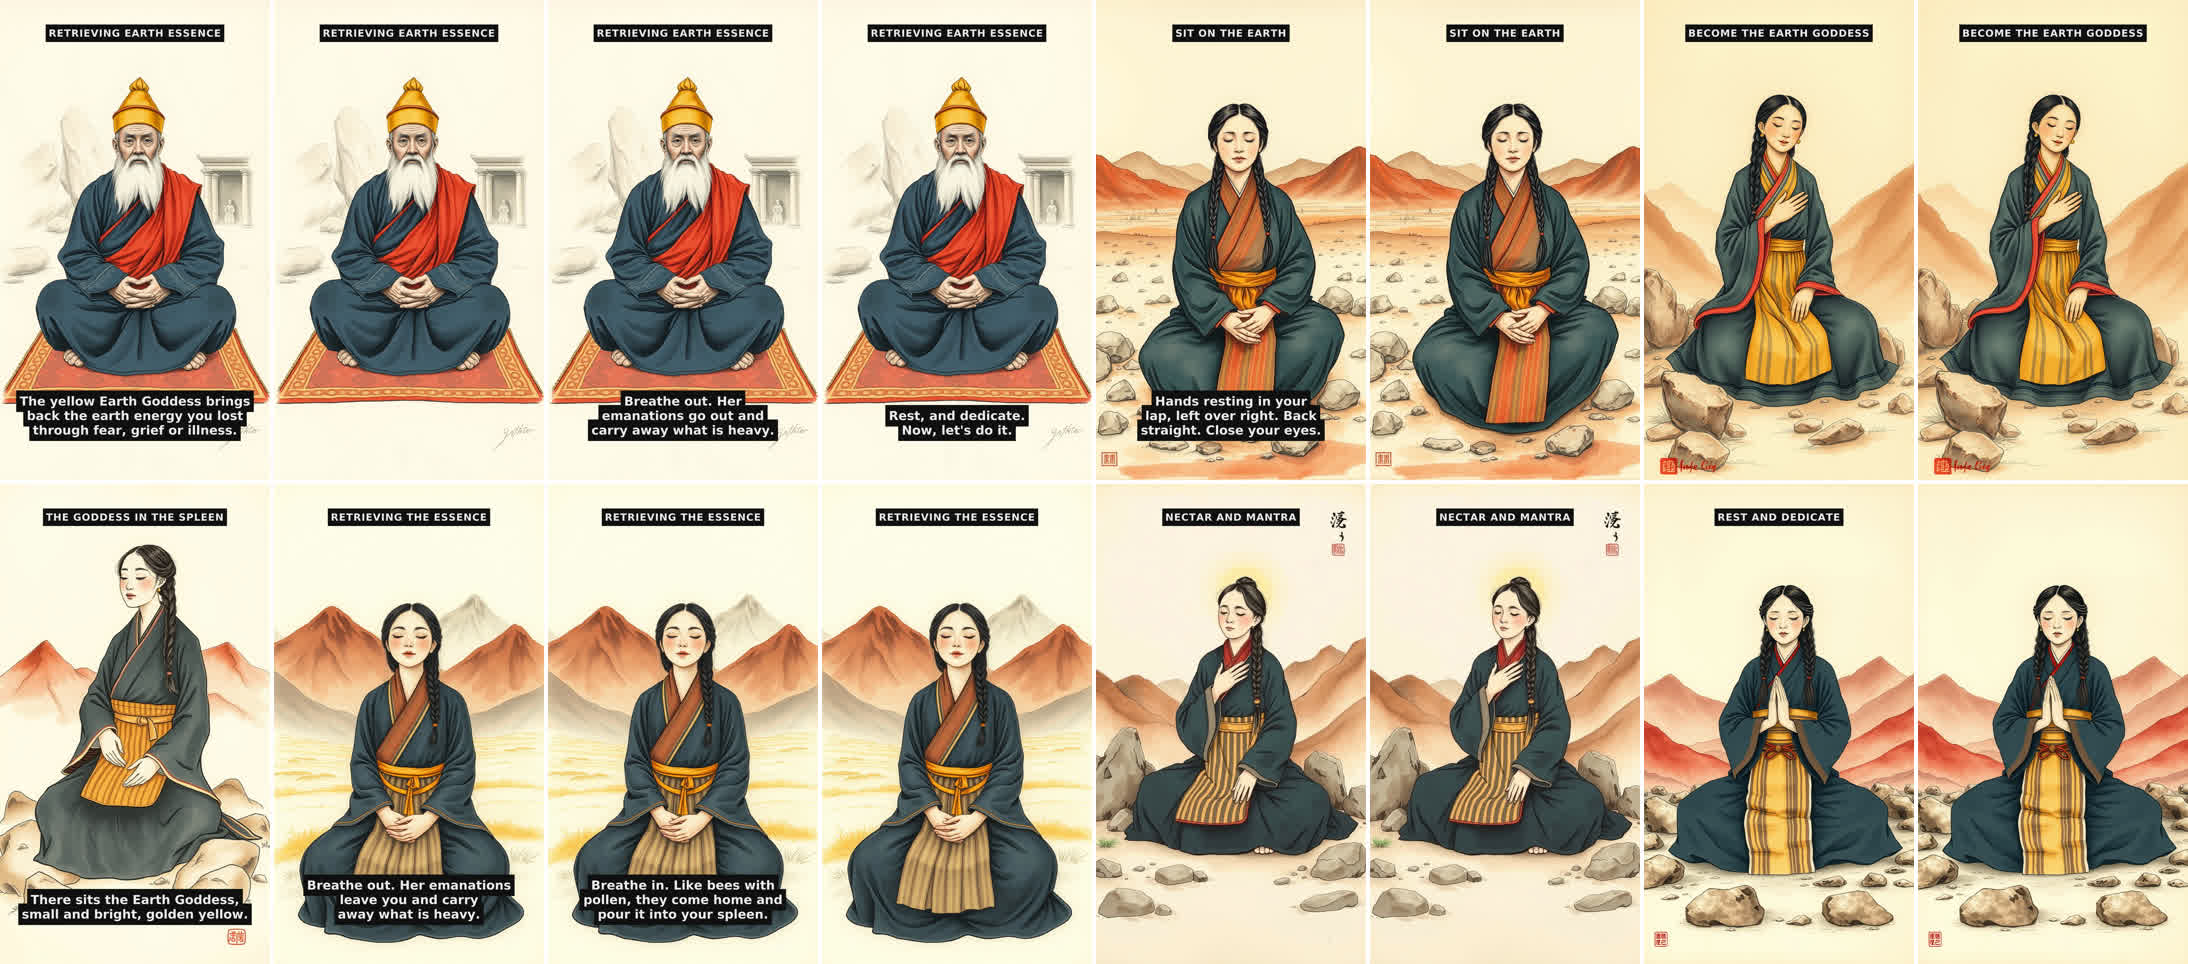 RETRIEVING EARTH ESSENCE
The yellow Earth Goddess brings
back the earth energy you lost
through fear, grief or illness.
RETRIEVING EARTH ESSENCE
RETRIEVING EARTH ESSENCE
Breathe out. Her
emanations go out and
carry away what is heavy.
RETRIEVING EARTH ESSENCE
Rest, and dedicate.
Now, let's do it.
SIT ON THE EARTH
Hands resting in your
lap, left over right. Back
straight. Close your eyes.
SIT ON THE EARTH
BECOME THE EARTH GODDESS
BECOME THE EARTH GODDESS
THE GODDESS IN THE SPLEEN
There sits the Earth Goddess,
small and bright, golden yellow.
RETRIEVING THE ESSENCE
Breathe out. Her emanations
leave you and carry
away what is heavy.
RETRIEVING THE ESSENCE
Breathe in. Like bees with
pollen, they come home and
pour it into your spleen.
RETRIEVING THE ESSENCE
NECTAR AND MANTRA
NECTAR AND MANTRA
REST AND DEDICATE